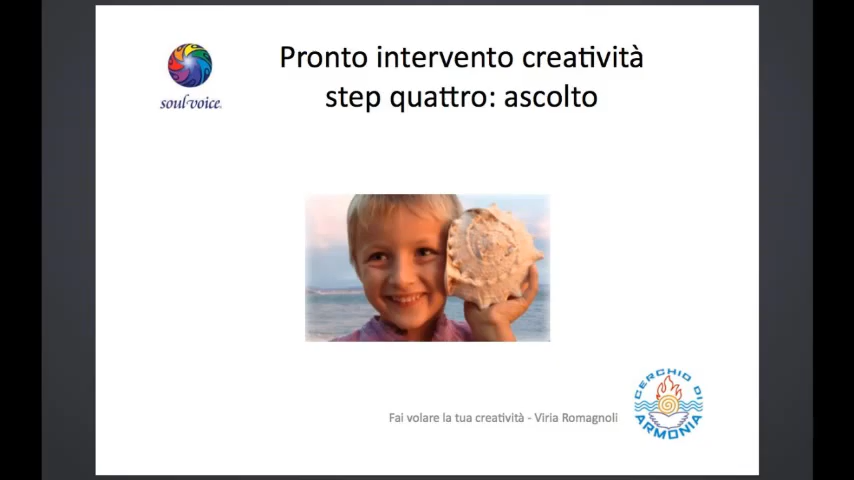 Pronto intervento creatività
step quattro: ascolto
soul-voice
Fai volare la tua creatività - Viria Romagnoli
CERCHIO DI
ARMONIA